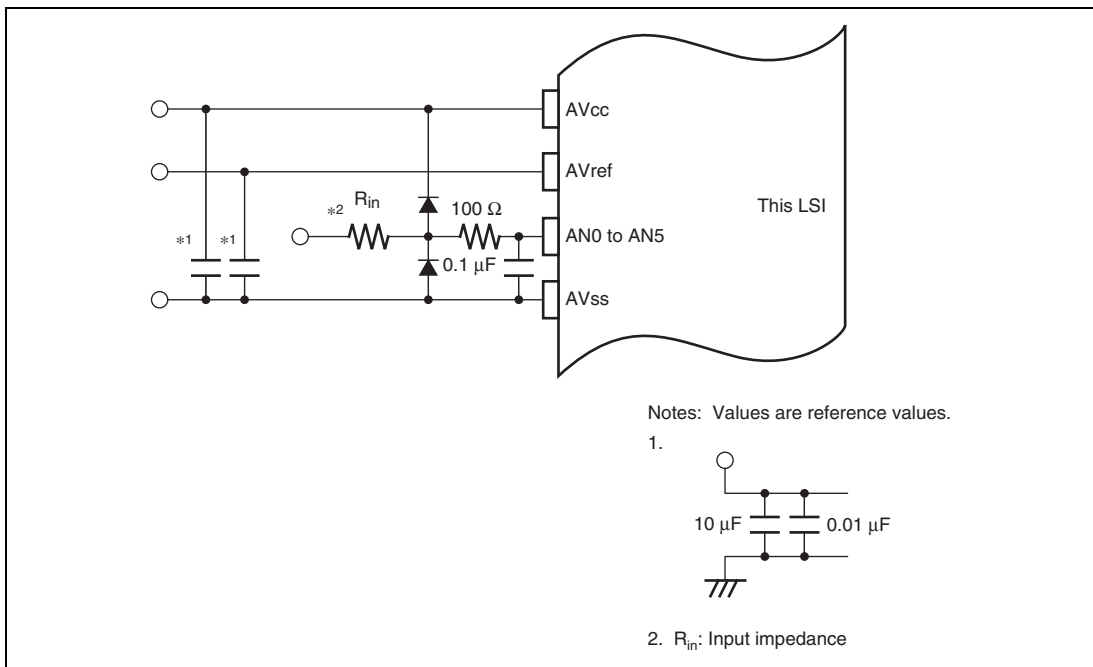 AVcc
AVref
*2 Rin
100 Ω
This LSI
*1 *1
AN0 to AN5
0.1 μF
AVss
Notes: Values are reference values.
1.
10 μF 0.01 μF
2. Rin: Input impedance